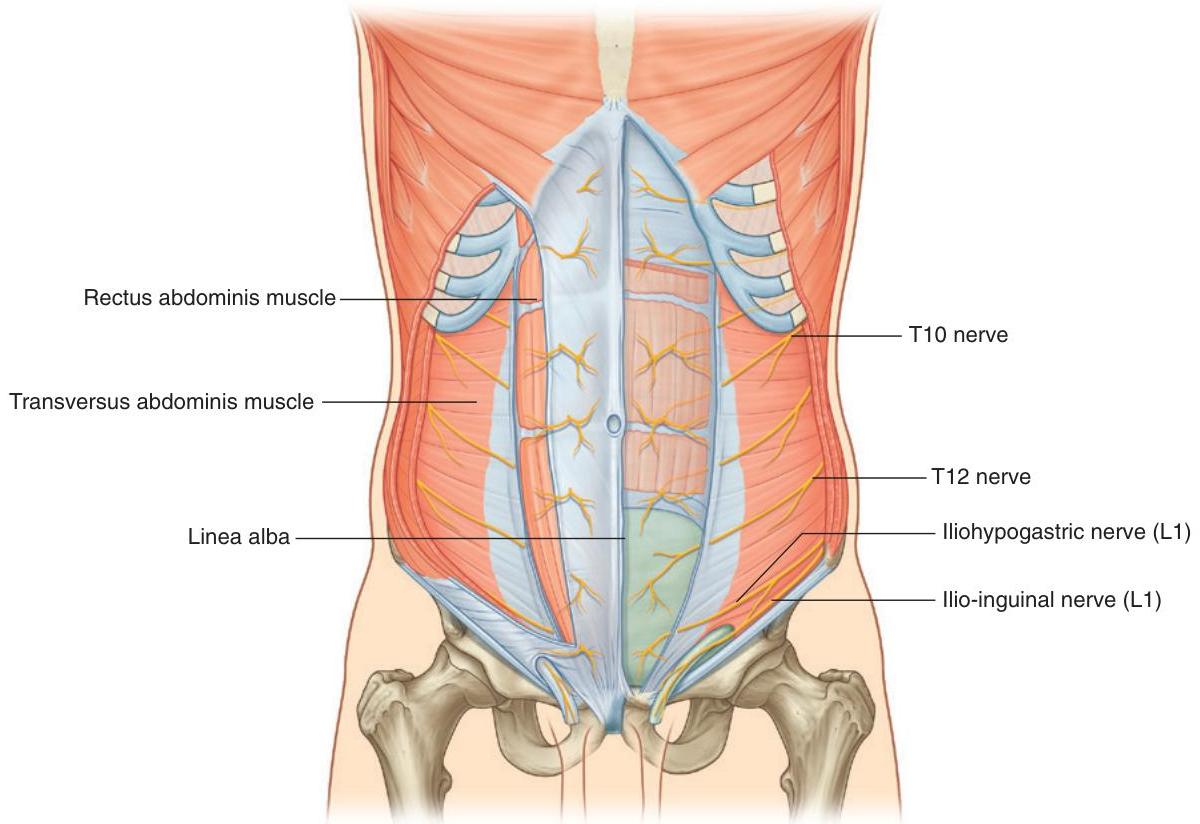 Rectus abdominis muscle
T10 nerve
Transversus abdominis muscle
T12 nerve
Linea alba
Iliohypogastric nerve (L1)
Ilio-inguinal nerve (L1)